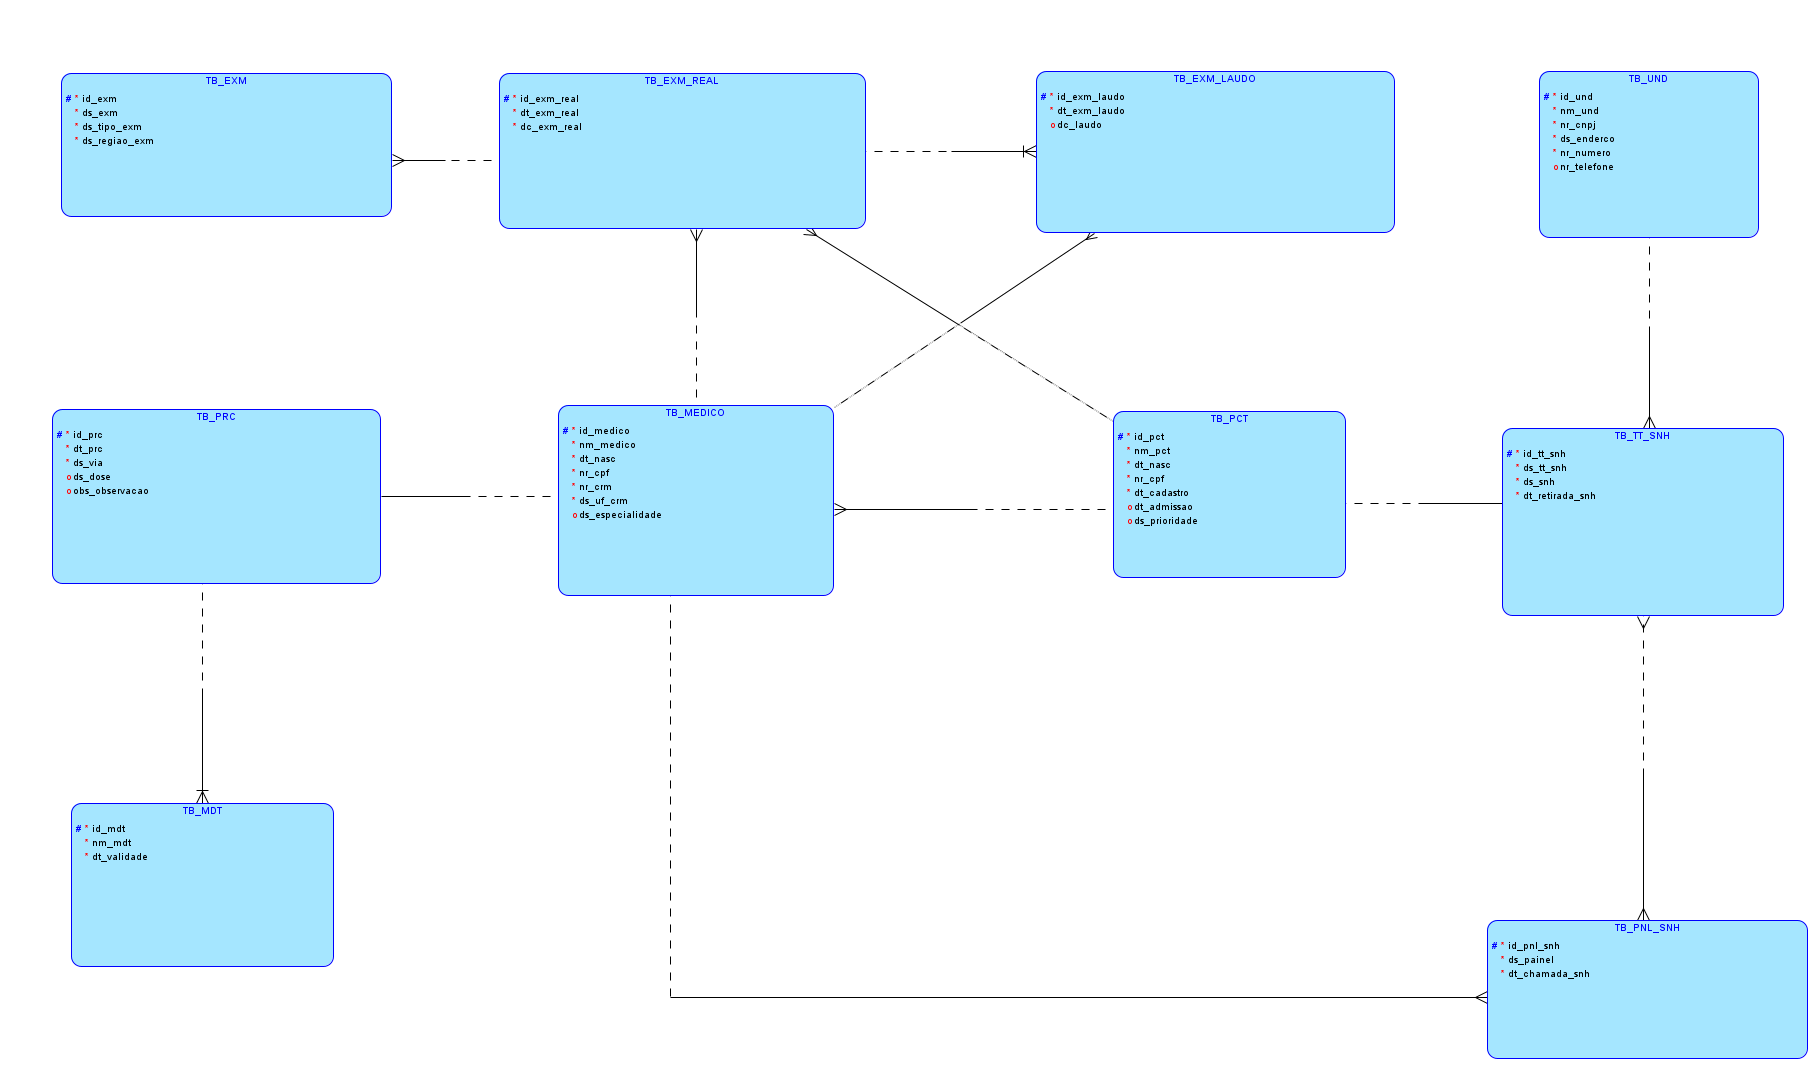 TB_EXM
# * id_exm
* ds_exm
* ds_tipo_exm
* ds_regiao_exm
TB_EXM_REAL
# * id_exm_real
* dt_exm_real
* dc_exm_real
TB_EXM_LAUDO
# * id_exm_laudo
* dt_exm_laudo
o dc_laudo
TB_UND
# * id_und
* nm_und
* nr_cnpj
* ds_enderco
* nr_numero
o nr_telefone
TB_PRC
# * id_prc
* dt_prc
* ds_via
o ds_dose
o obs_observacao
TB_MEDICO
# * id_medico
* nm_medico
* dt_nasc
* nr_cpf
* nr_crm
* ds_uf_crm
o ds_especialidade
TB_PCT
# * id_pct
* nm_pct
* dt_nasc
* nr_cpf
* dt_cadastro
o dt_admissao
o ds_prioridade
TB_TT_SNH
# * id_tt_snh
* ds_tt_snh
* ds_snh
* dt_retirada_snh
TB_MDT
# * id_mdt
* nm_mdt
* dt_validade
TB_PNL_SNH
# * id_pnl_snh
* ds_painel
* dt_chamada_snh